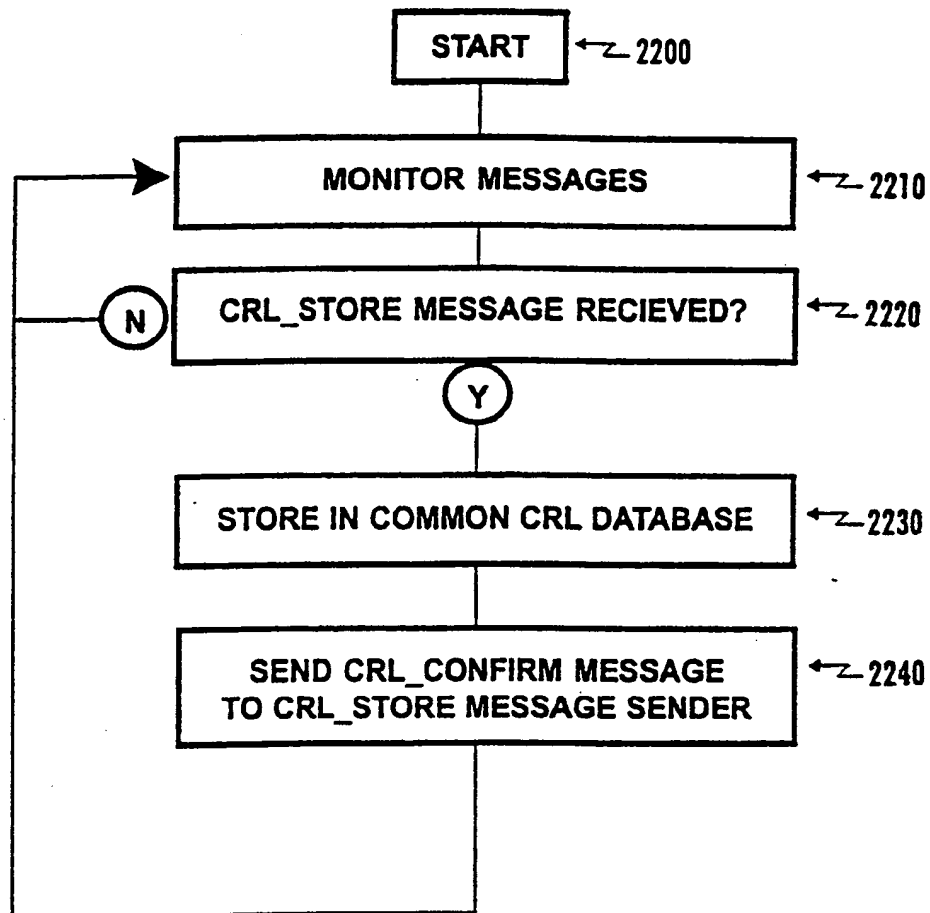 START
2200
MONITOR MESSAGES
2210
CRL_STORE MESSAGE RECIEVED?
2220
N
Y
STORE IN COMMON CRL DATABASE
2230
SEND CRL_CONFIRM MESSAGE
TO CRL_STORE MESSAGE SENDER
2240